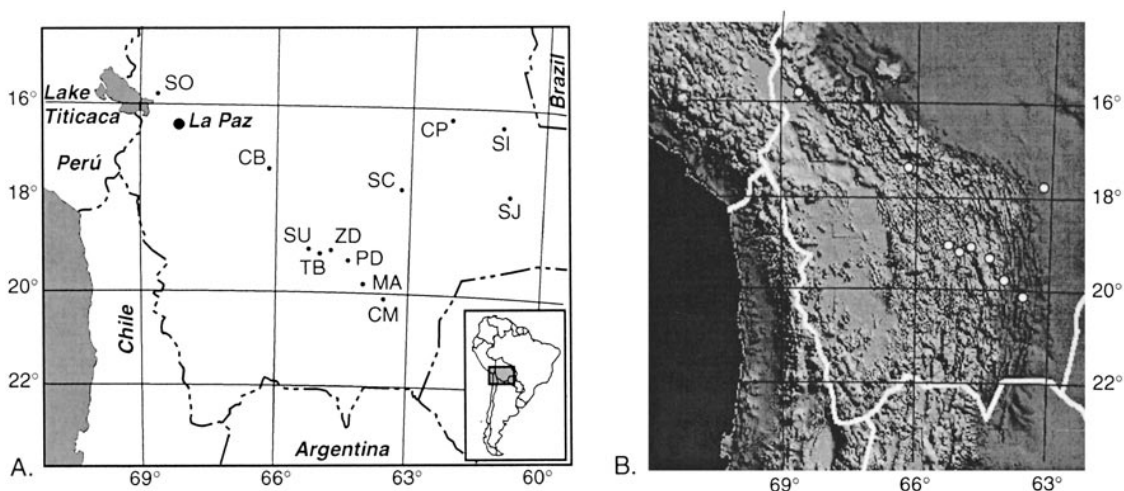 SO
Lake
Titicaca
16°
La Paz
Perú
CB
CP
SI
Brazil
SC
18°
SJ
SU
ZD
TB
PD
MA
20°
CM
Chile
22°
Argentina
A.
69°
66°
63°
60°
16°
18°
20°
22°
B.
69°
66°
63°